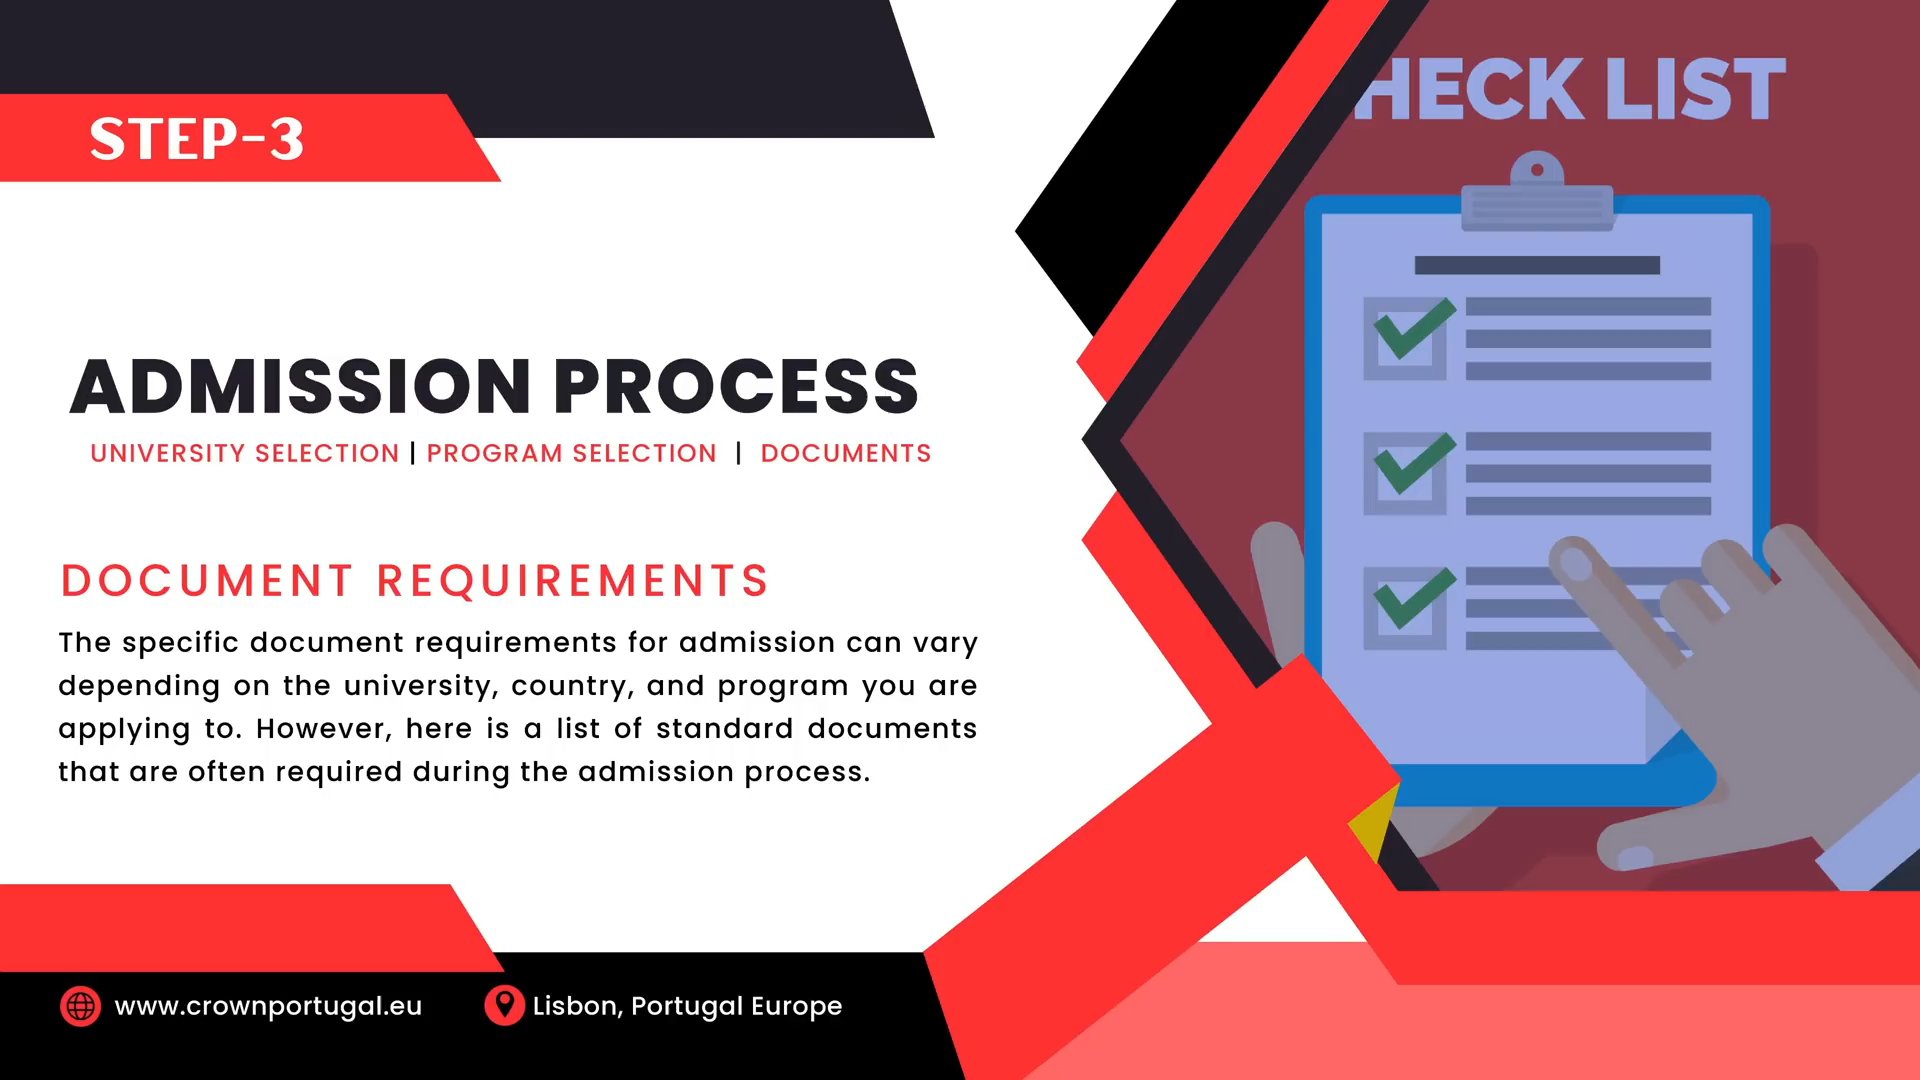 STEP-3
HECK LIST
ADMISSION PROCESS
UNIVERSITY SELECTION | PROGRAM SELECTION | DOCUMENTS
DOCUMENT REQUIREMENTS
The specific document requirements for admission can vary
depending on the university, country, and program you are
applying to. However, here is a list of standard documents
that are often required during the admission process.
www.crownportugal.eu
Lisbon, Portugal Europe